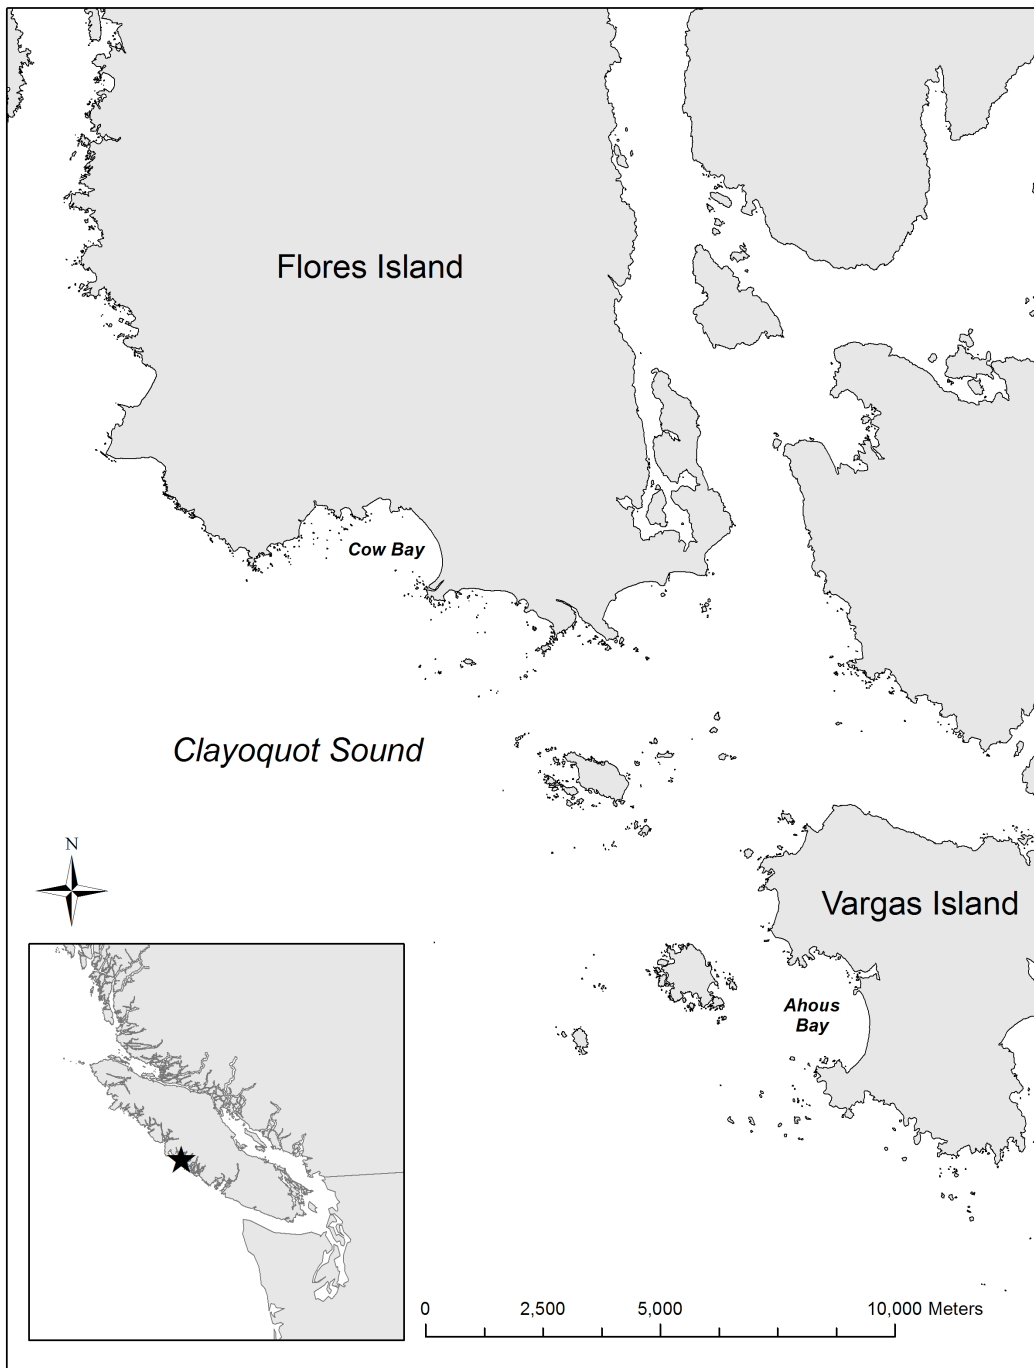 Flores Island
Cow Bay
Clayoquot Sound
N
Vargas Island
Ahous
Bay
0 2,500 5,000 10,000 Meters